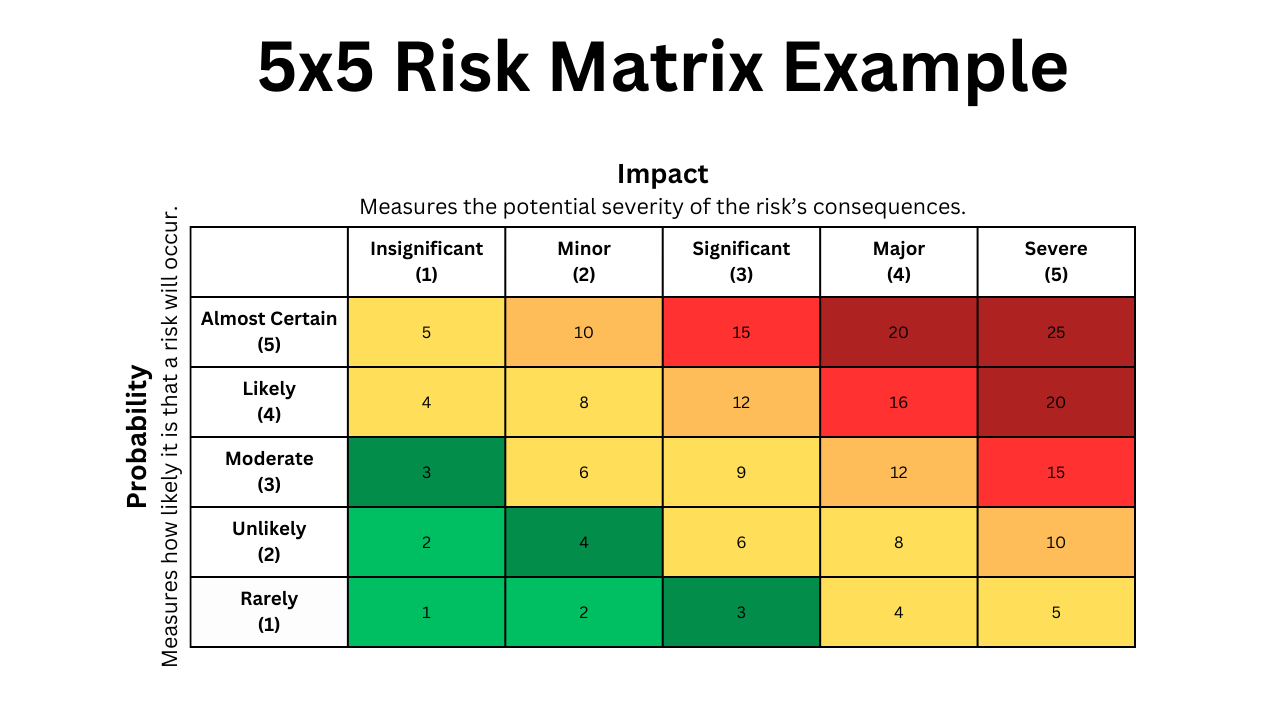 5x5 Risk Matrix Example
Impact
Measures the potential severity of the risk’s consequences.
Probability
Measures how likely it is that a risk will occur.
Insignificant Minor Significant Major Severe
(1) (2) (3) (4) (5)
Almost Certain
(5) 5 10 15 20 25
Likely
(4) 4 8 12 16 20
Moderate
(3) 3 6 9 12 15
Unlikely
(2) 2 4 6 8 10
Rarely
(1) 1 2 3 4 5